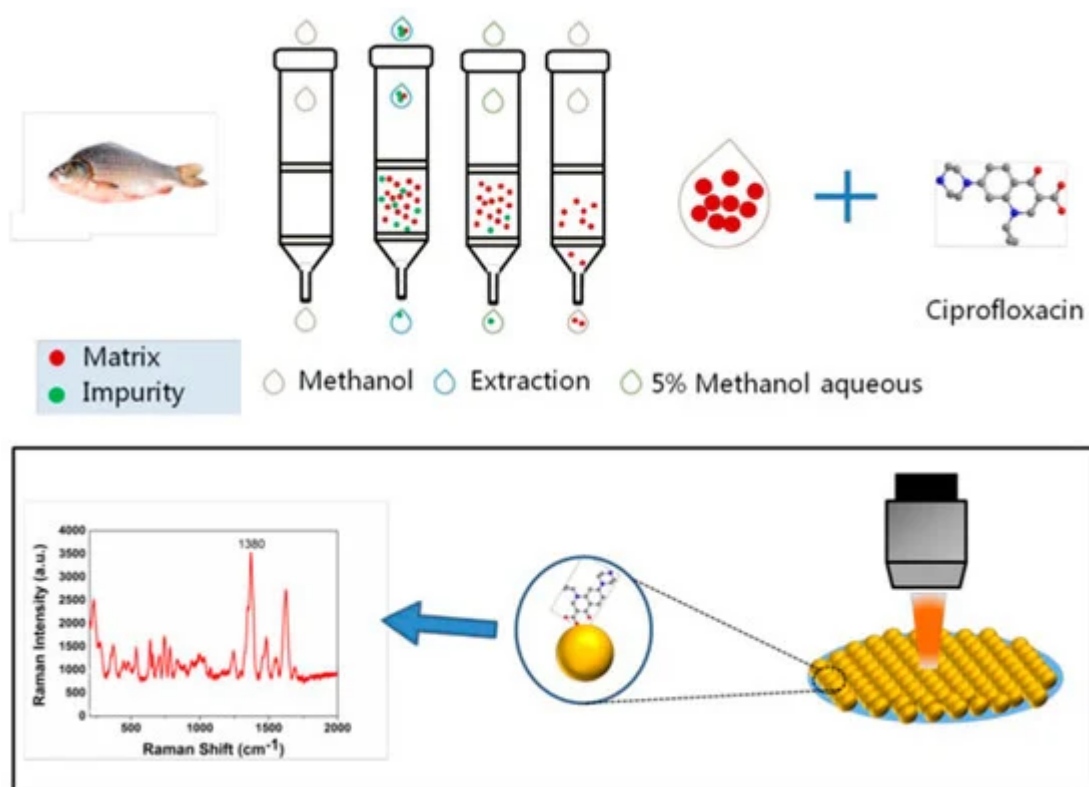 Ciprofloxacin
Matrix
Impurity
Methanol
Extraction
5% Methanol aqueous
1380
4000
3500
3000
2500
2000
1500
1000
500
0
Raman Intensity (a.u.)
500
1000
1500
2000
Raman Shift (cm⁻¹)